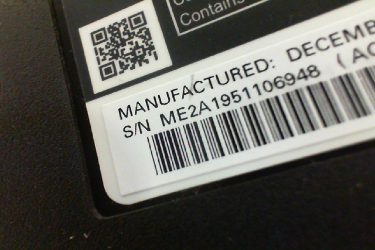 Contains
MANUFACTURED: DECEMB
S/N ME2A1951106948 (AC